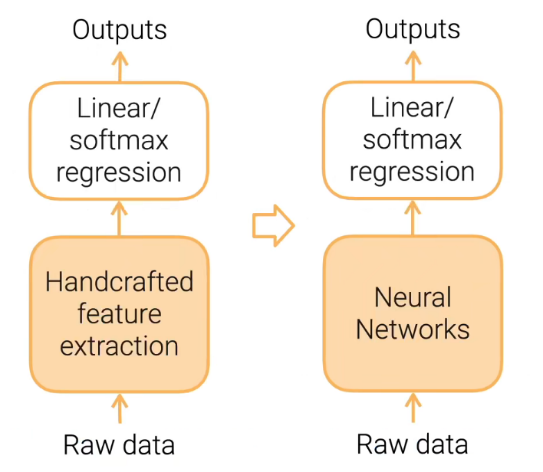 Outputs
Linear/
softmax
regression
Handcrafted
feature
extraction
Raw data
Outputs
Linear/
softmax
regression
Neural
Networks
Raw data